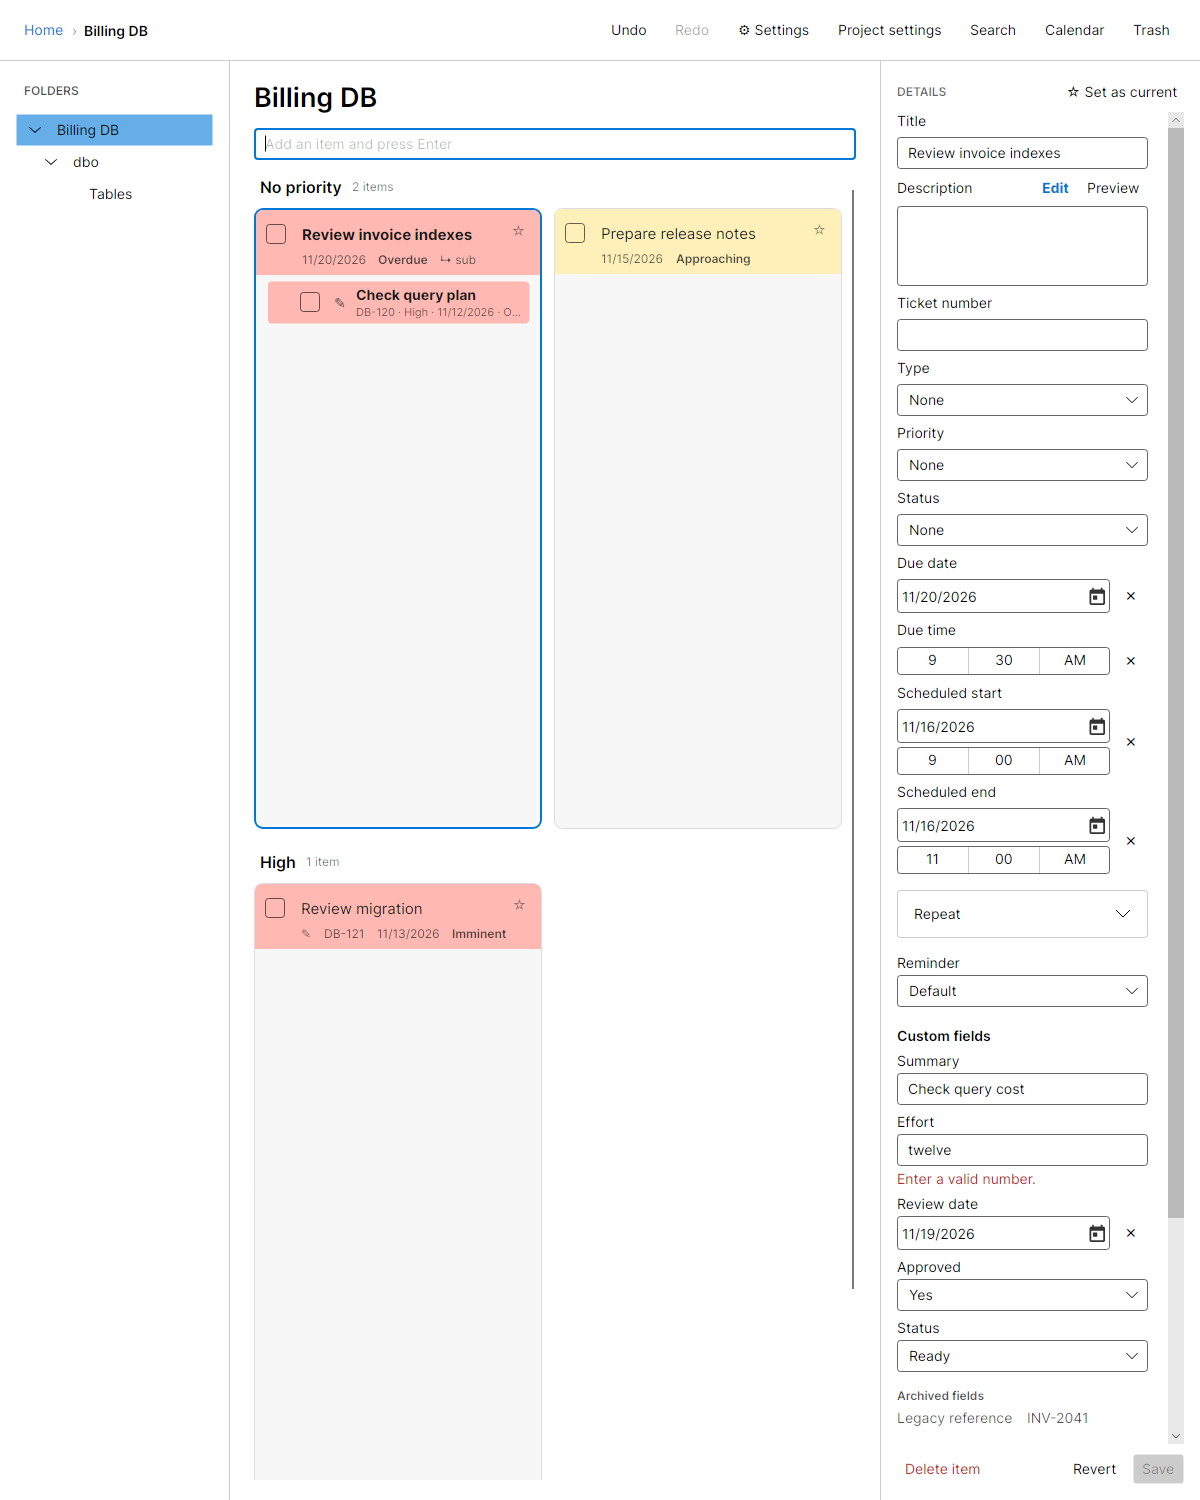 Home › Billing DB
Undo Redo ⚙ Settings Project settings Search Calendar Trash
FOLDERS
Billing DB
dbo
Tables
Billing DB
Add an item and press Enter
No priority 2 items
Review invoice indexes ☆
11/20/2026 Overdue ↳ sub
✎ Check query plan
DB-120 · High · 11/12/2026 · O...
Prepare release notes ☆
11/15/2026 Approaching
High 1 item
Review migration ☆
✎ DB-121 11/13/2026 Imminent
DETAILS ☆ Set as current
Title
Review invoice indexes
Description Edit Preview
Ticket number
Type
None
Priority
None
Status
None
Due date
11/20/2026 ×
Due time
9 30 AM ×
Scheduled start
11/16/2026
9 00 AM ×
Scheduled end
11/16/2026
11 00 AM ×
Repeat
Reminder
Default
Custom fields
Summary
Check query cost
Effort
twelve
Enter a valid number.
Review date
11/19/2026 ×
Approved
Yes
Status
Ready
Archived fields
Legacy reference INV-2041
Delete item Revert Save